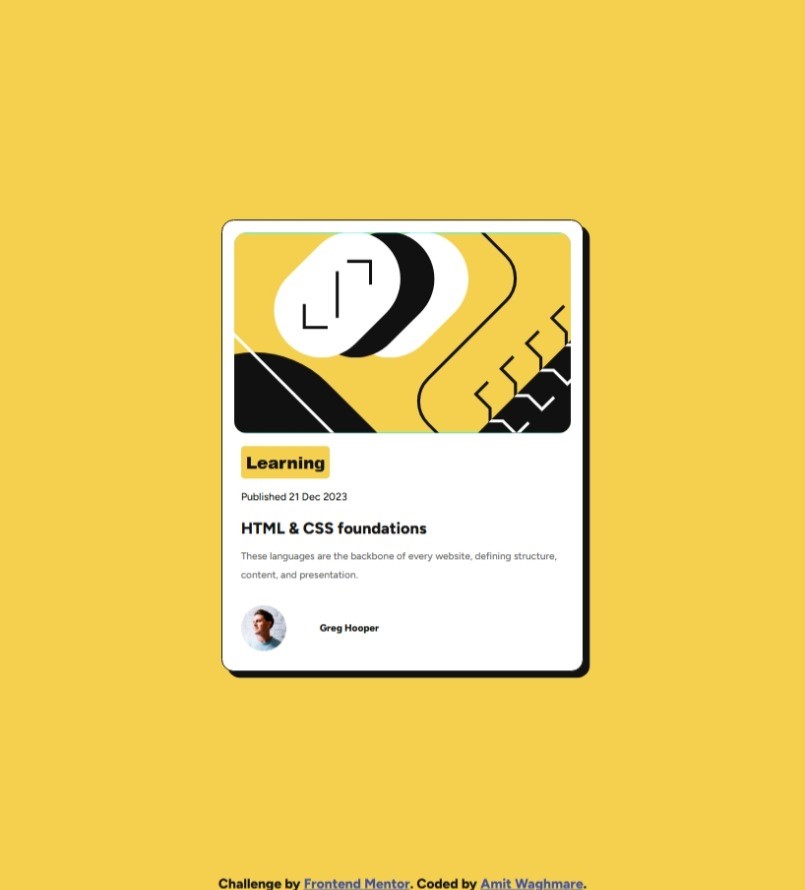 Learning
Published 21 Dec 2023
HTML & CSS foundations
These languages are the backbone of every website, defining structure,
content, and presentation.
Greg Hooper
Challenge by Frontend Mentor. Coded by Amit Waghmare.